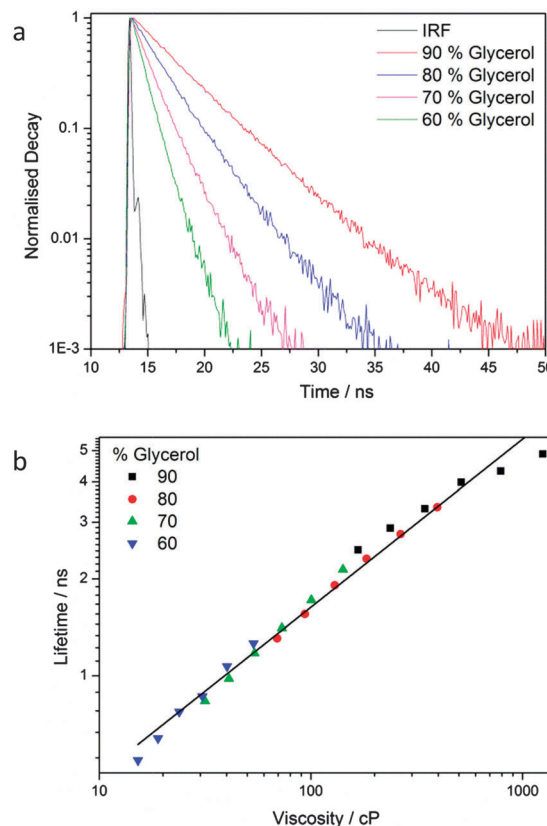 a
IRF
90 % Glycerol
80 % Glycerol
70 % Glycerol
60 % Glycerol
Normalised Decay
1
0.1
0.01
1E-3
10 15 20 25 30 35 40 45 50
Time / ns
b
% Glycerol
90
80
70
60
Lifetime / ns
5
4
3
2
1
10 100 1000
Viscosity / cP